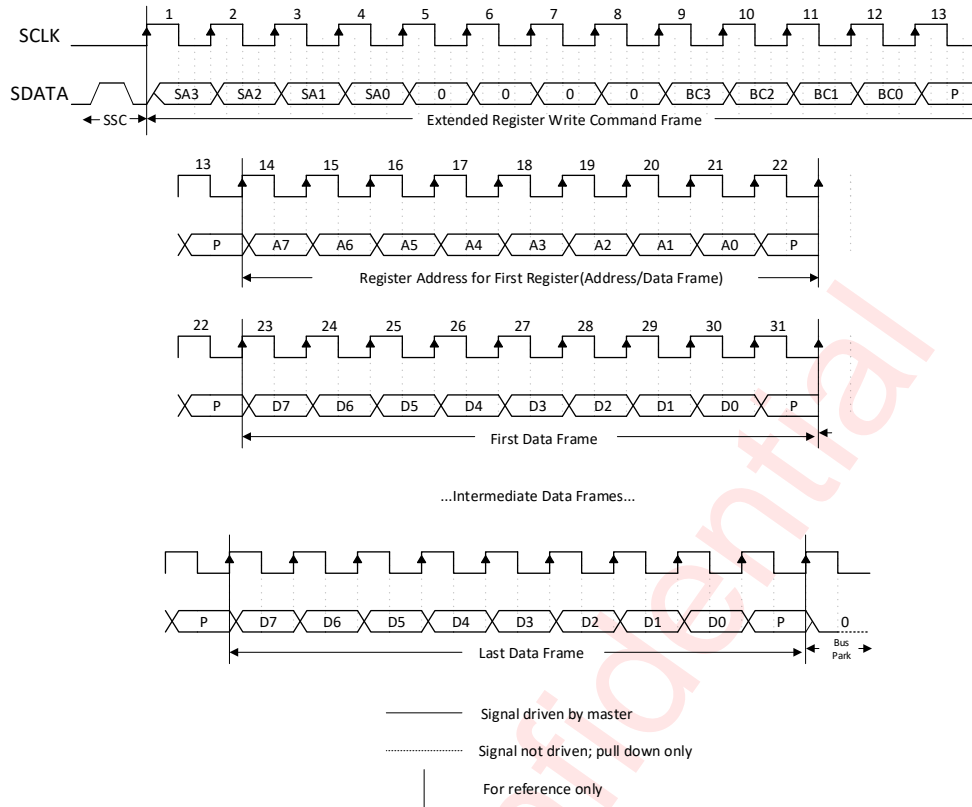 1 2 3 4 5 6 7 8 9 10 11 12 13
SCLK
SDATA SA3 SA2 SA1 SA0 0 0 0 0 BC3 BC2 BC1 BC0 P
SSC Extended Register Write Command Frame
13 14 15 16 17 18 19 20 21 22
P A7 A6 A5 A4 A3 A2 A1 A0 P
Register Address for First Register(Address/Data Frame)
22 23 24 25 26 27 28 29 30 31
P D7 D6 D5 D4 D3 D2 D1 D0 P
First Data Frame
...Intermediate Data Frames...
P D7 D6 D5 D4 D3 D2 D1 D0 P 0
Last Data Frame
Bus
Park
Signal driven by master
Signal not driven; pull down only
For reference only
nfidential